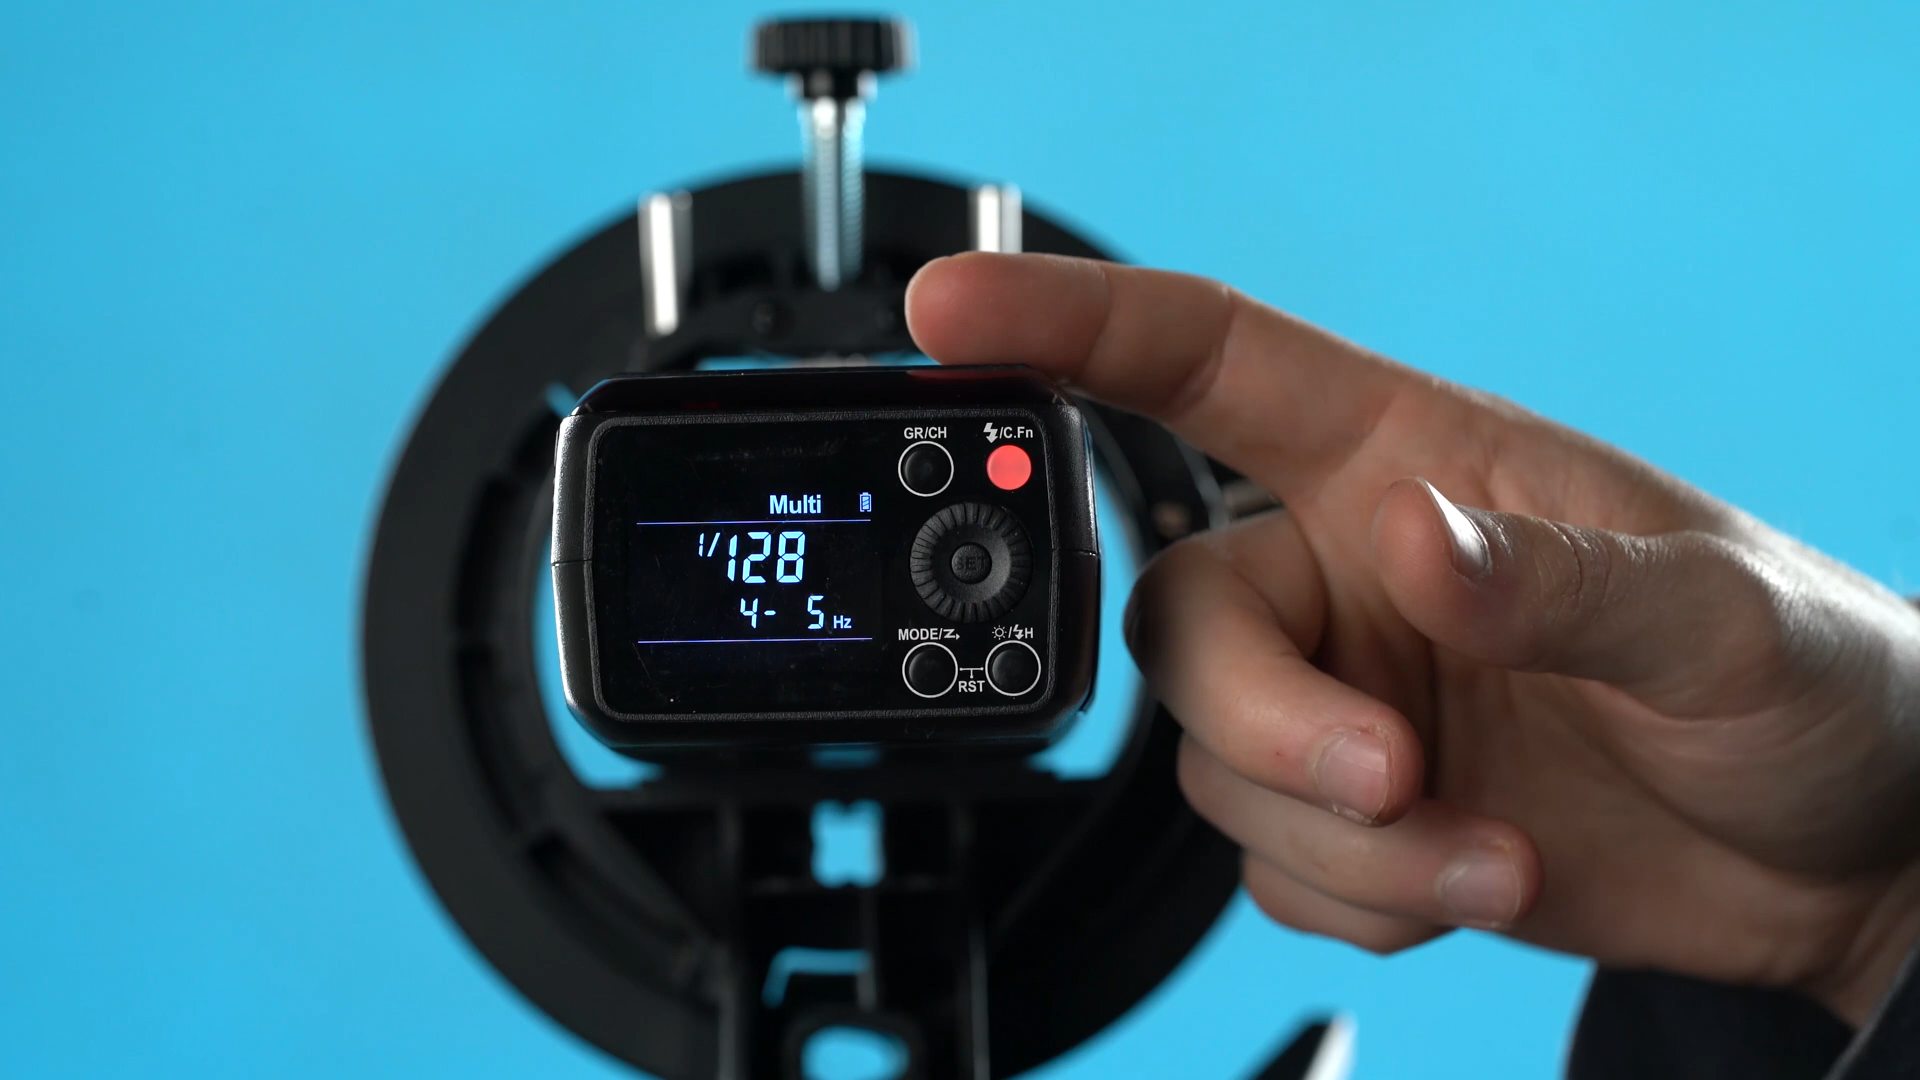 GR/CH
/C.Fn
Multi
1/128
SET
4- 5 Hz
MODE/
/ H
RST